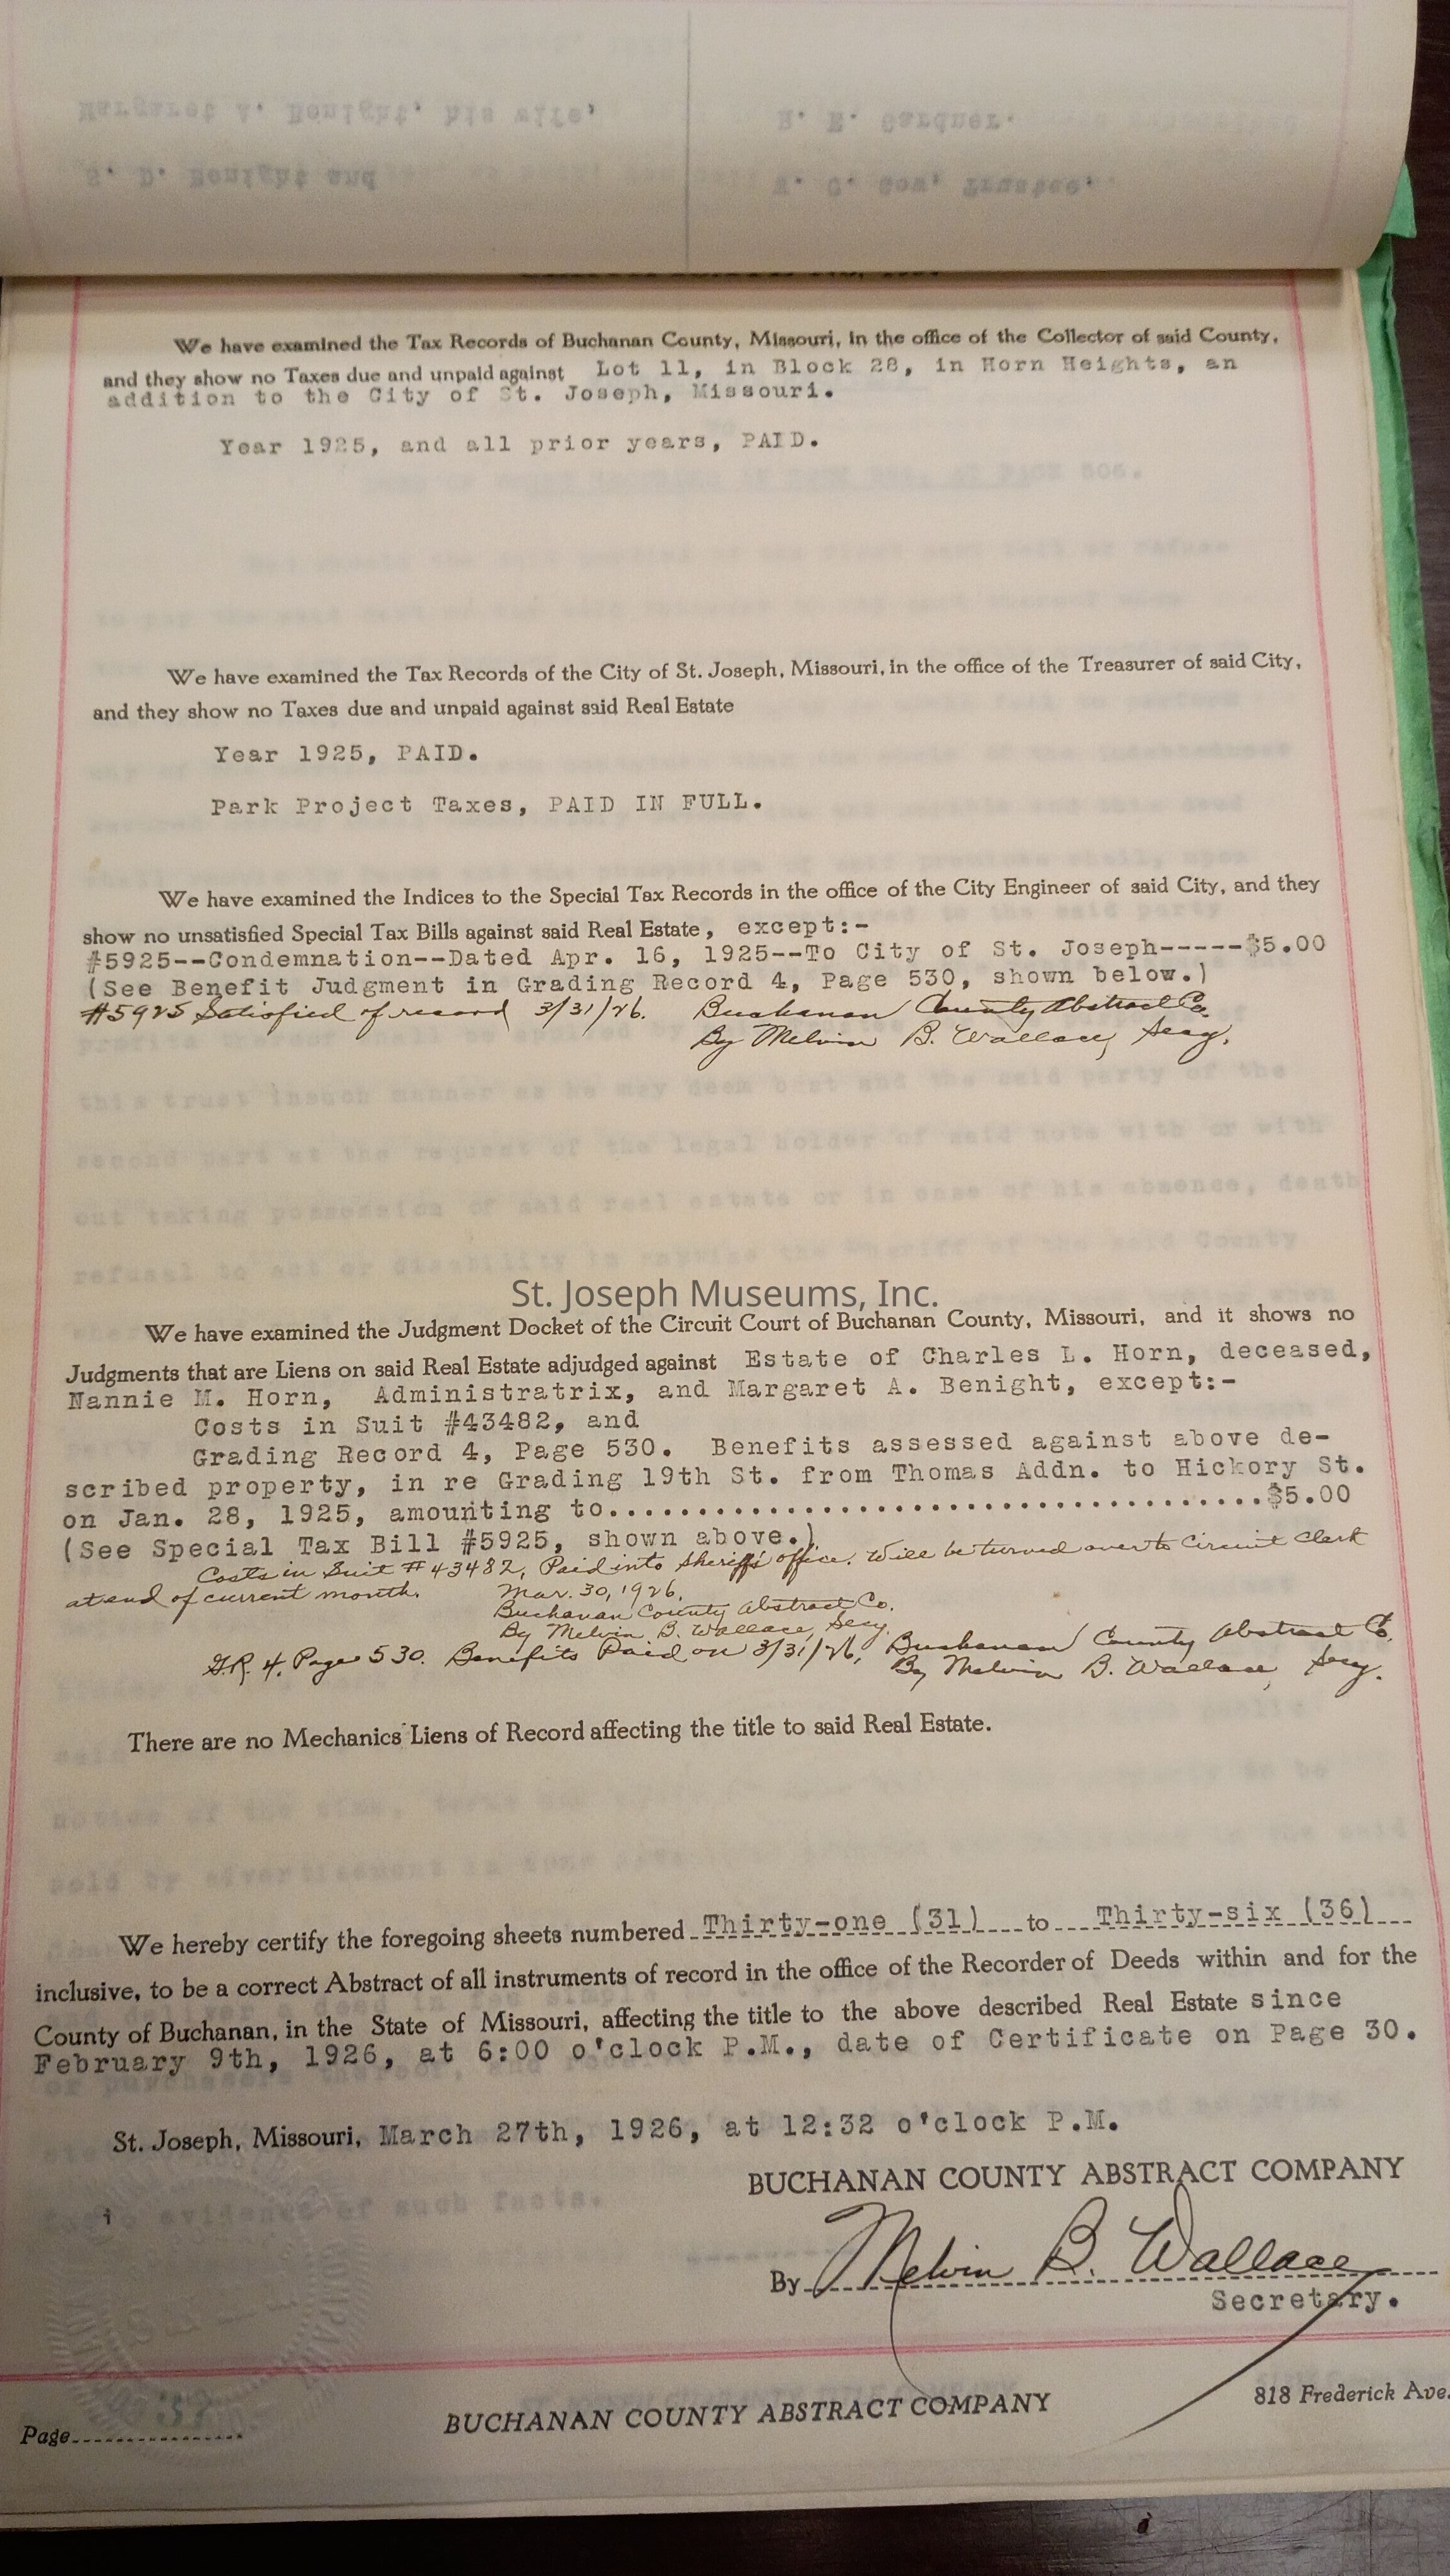 We have examined the Tax Records of Buchanan County, Missouri, in the office of the Collector of said County,
and they show no Taxes due and unpaid against Lot 11, in Block 28, in Horn Heights, an
addition to the City of St. Joseph, Missouri.
Year 1925, and all prior years, PAID.
We have examined the Tax Records of the City of St. Joseph, Missouri, in the office of the Treasurer of said City,
and they show no Taxes due and unpaid against said Real Estate
Year 1925, PAID.
Park Project Taxes, PAID IN FULL.
We have examined the Indices to the Special Tax Records in the office of the City Engineer of said City, and they
show no unsatisfied Special Tax Bills against said Real Estate, except:-
#5925--Condemnation--Dated Apr. 16, 1925--To City of St. Joseph-----$5.00
(See Benefit Judgment in Grading Record 4, Page 530, shown below.)
#5925 Satisfied of record 3/31/26. Buchanan County Abstract Co.
By Melvin B. Wallace, Secy.
St. Joseph Museums, Inc.
We have examined the Judgment Docket of the Circuit Court of Buchanan County, Missouri, and it shows no
Judgments that are Liens on said Real Estate adjudged against Estate of Charles L. Horn, deceased,
Nannie M. Horn, Administratrix, and Margaret A. Benight, except:-
Costs in Suit #43482, and
Grading Record 4, Page 530. Benefits assessed against above de-
scribed property, in re Grading 19th St. from Thomas Addn. to Hickory St.
on Jan. 28, 1925, amounting to......................................$5.00
(See Special Tax Bill #5925, shown above.)
Costs in Suit #43482, Paid into Sheriff's office. Will be turned over to Circuit Clerk
at end of current month. Mar. 30, 1926.
Buchanan County Abstract Co.
By Melvin B. Wallace, Secy.
G.R. 4, Page 530. Benefits Paid on 3/31/26, Buchanan County Abstract Co.
By Melvin B. Wallace, Secy.
There are no Mechanics' Liens of Record affecting the title to said Real Estate.
We hereby certify the foregoing sheets numbered Thirty-one (31) to Thirty-six (36)
inclusive, to be a correct Abstract of all instruments of record in the office of the Recorder of Deeds within and for the
County of Buchanan, in the State of Missouri, affecting the title to the above described Real Estate since
February 9th, 1926, at 6:00 o'clock P.M., date of Certificate on Page 30.
St. Joseph, Missouri, March 27th, 1926, at 12:32 o'clock P.M.
BUCHANAN COUNTY ABSTRACT COMPANY
By Melvin B. Wallace
Secretary.
Page 37
BUCHANAN COUNTY ABSTRACT COMPANY
818 Frederick Ave.